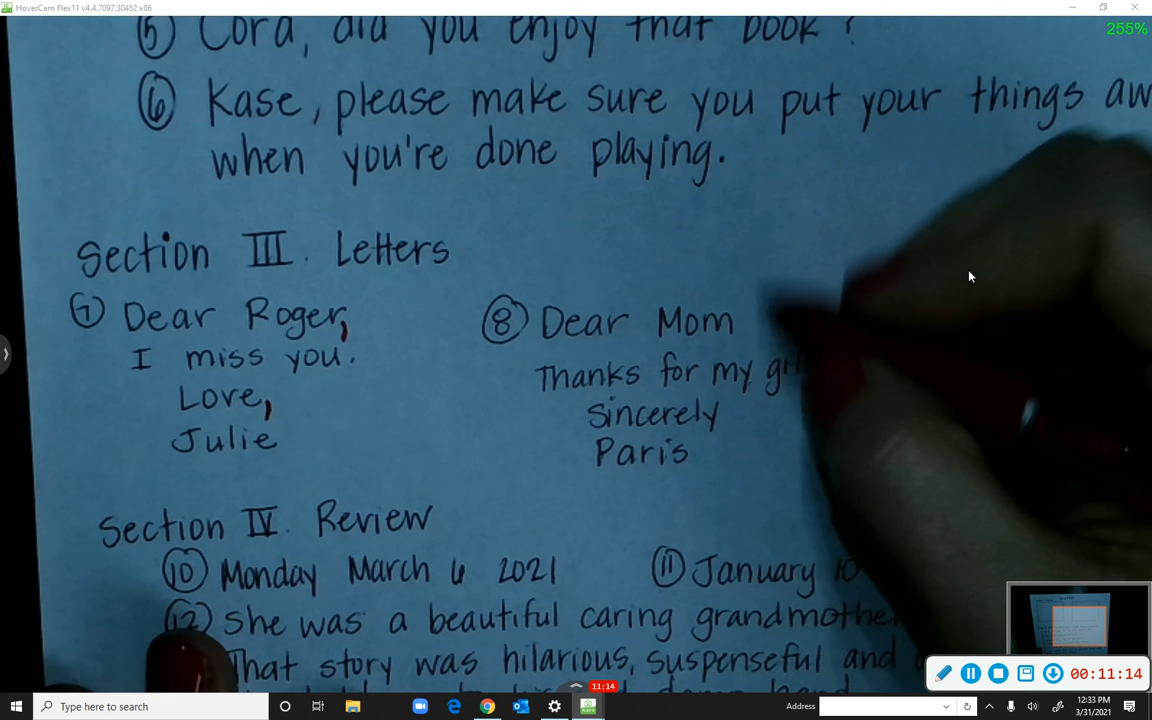 HoverCam Flex11 v4.4.7097.30452 x86
255%
5 Cora, did you enjoy that book?
6 Kase, please make sure you put your things
when you're done playing.
Section III. Letters
7 Dear Roger,
I miss you.
Love,
Julie
8 Dear Mom
Thanks for my
Sincerely
Paris
Section IV. Review
10 Monday March 6 2021
11 January 10
12 She was a beautiful caring
That story was hilarious, suspenseful and
00:11:14
Type here to search
11:14
Address
12:33 PM
3/31/2021